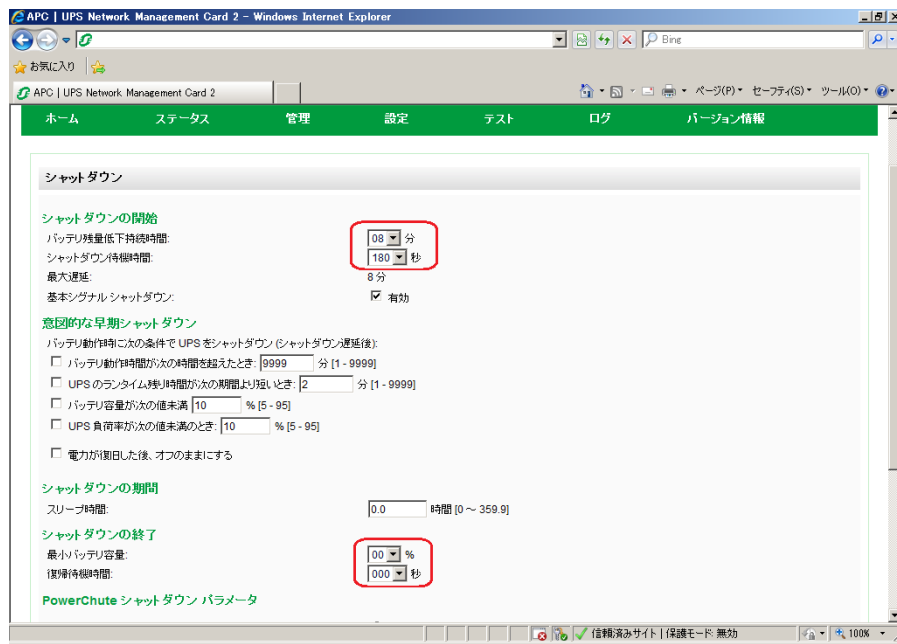 APC | UPS Network Management Card 2 - Windows Internet Explorer
Bing
お気に入り
APC | UPS Network Management Card 2
ページ(P) セーフティ(S) ツール(O)
ホーム ステータス 管理 設定 テスト ログ バージョン情報
シャットダウン
シャットダウンの開始
バッテリ残量低下持続時間: 08 分
シャットダウン待機時間: 180 秒
最大遅延: 8分
基本シグナル シャットダウン: 有効
意図的な早期シャットダウン
バッテリ動作時に次の条件で UPS をシャットダウン (シャットダウン遅延後):
バッテリ動作時間が次の時間を超えたとき: 9999 分 [1 - 9999]
UPS のランタイム残り時間が次の期間より短いとき: 2 分 [1 - 9999]
バッテリ容量が次の値未満 10 % [5 - 95]
UPS 負荷率が次の値未満のとき: 10 % [5 - 95]
電力が復旧した後、オフのままにする
シャットダウンの期間
スリープ時間: 0.0 時間 [0 ~ 359.9]
シャットダウンの終了
最小バッテリ容量: 00 %
復帰待機時間: 000 秒
PowerChute シャットダウン パラメータ
信頼済みサイト | 保護モード: 無効 100%